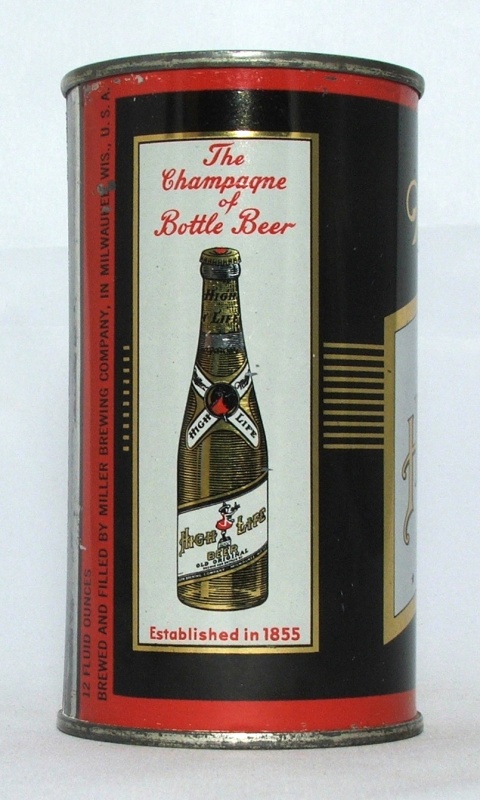 12 FLUID OUNCES
BREWED AND FILLED BY MILLER BREWING COMPANY, IN MILWAUKEE, WIS., U.S.A.
The
Champagne
of
Bottle Beer
HIGH
LIFE
HIGH LIFE
HIGH LIFE
BEER
OLD ORIGINAL
Established in 1855
H